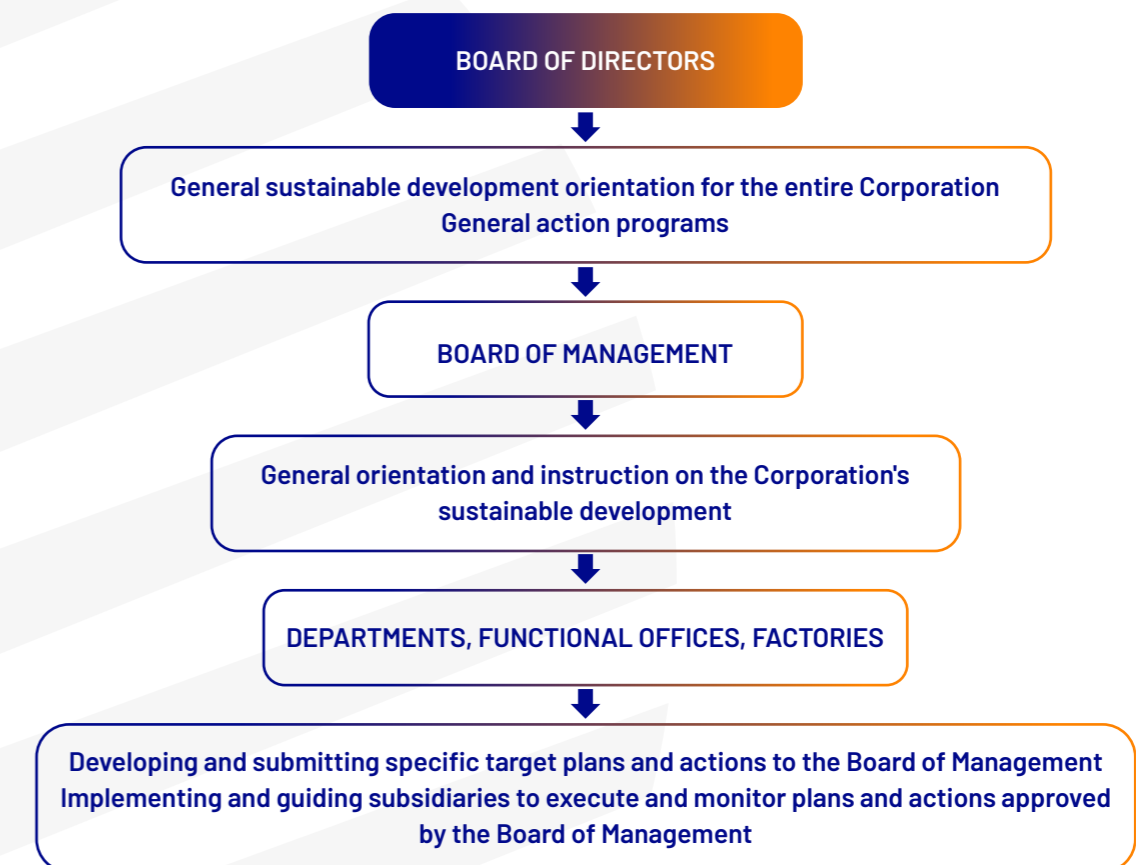 BOARD OF DIRECTORS
General sustainable development orientation for the entire Corporation
General action programs
BOARD OF MANAGEMENT
General orientation and instruction on the Corporation's
sustainable development
DEPARTMENTS, FUNCTIONAL OFFICES, FACTORIES
Developing and submitting specific target plans and actions to the Board of Management
Implementing and guiding subsidiaries to execute and monitor plans and actions approved
by the Board of Management